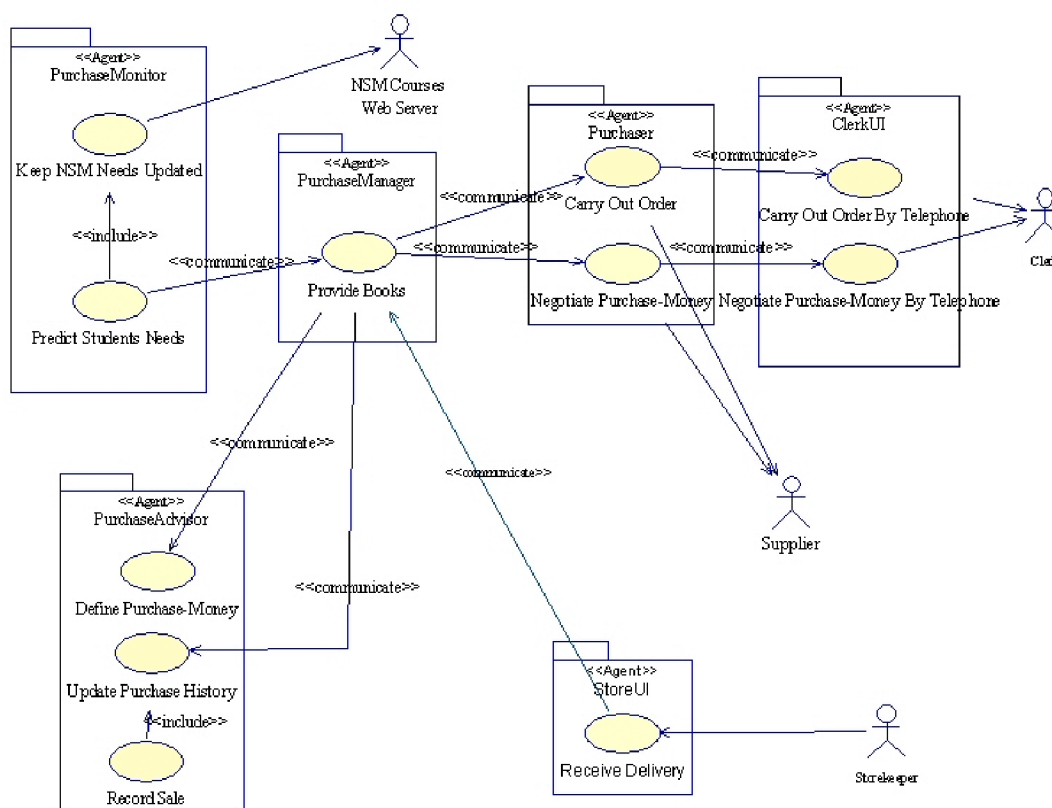 <<Agent>>
PurchaseMonitor
Keep NSM Needs Updated
<<include>>
Predict Students Needs
NSM Courses
Web Server
<<communicate>>
<<Agent>>
PurchaseManager
Provide Books
<<communicate>>
<<communicate>>
<<Agent>>
Purchaser
Carry Out Order
Negotiate Purchase-Money
<<communicate>>
<<communicate>>
<<Agent>>
ClerkUI
Carry Out Order By Telephone
Negotiate Purchase-Money By Telephone
<<communicate>>
<<communicate>>
<<communicate>>
Supplier
<<Agent>>
PurchaseAdvisor
Define Purchase-Money
Update Purchase History
<<include>>
Record Sale
<<Agent>>
StoreUI
Receive Delivery
Storekeeper